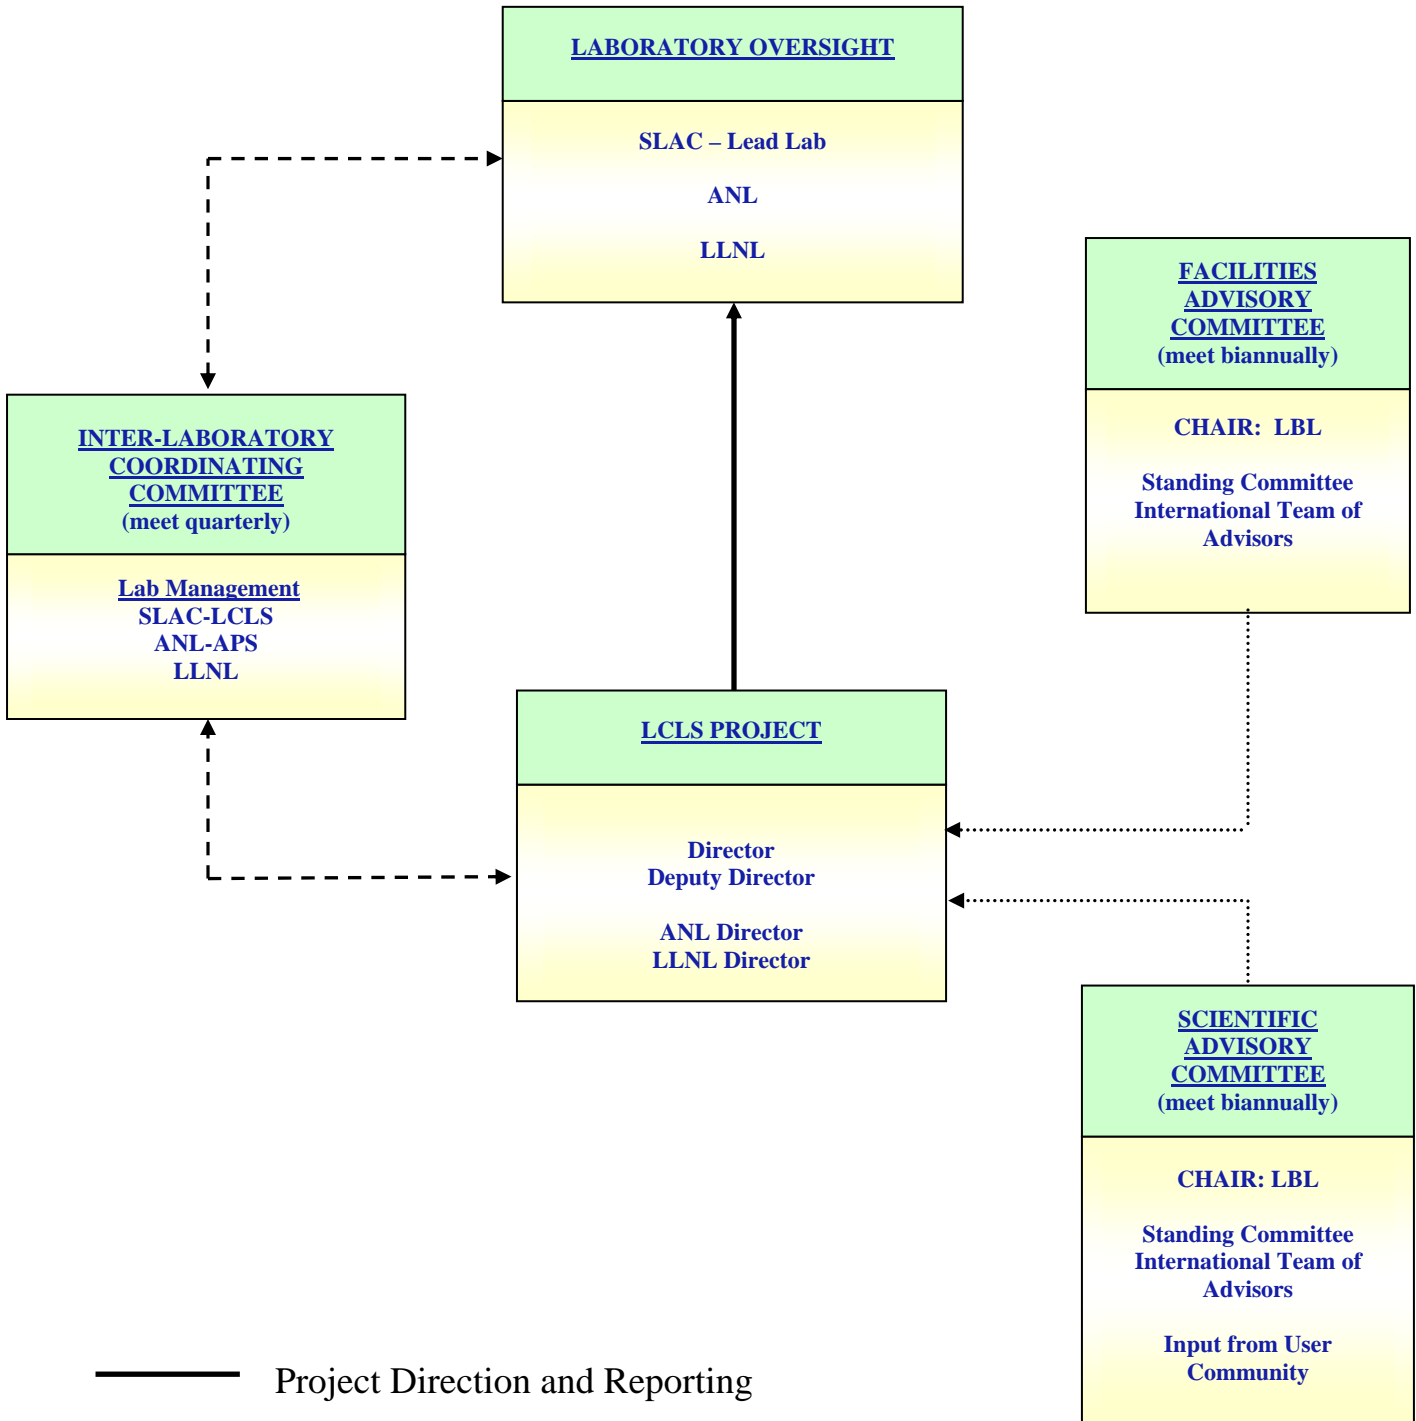 LABORATORY OVERSIGHT
SLAC – Lead Lab
ANL
LLNL
FACILITIES
ADVISORY
COMMITTEE
(meet biannually)
CHAIR:  LBL
Standing Committee
International Team of
Advisors
INTER-LABORATORY
COORDINATING
COMMITTEE
(meet quarterly)
Lab Management
SLAC-LCLS
ANL-APS
LLNL
LCLS PROJECT
Director
Deputy Director
ANL Director
LLNL Director
SCIENTIFIC
ADVISORY
COMMITTEE
(meet biannually)
CHAIR: LBL
Standing Committee
International Team of
Advisors
Input from User
Community
Project Direction and Reporting